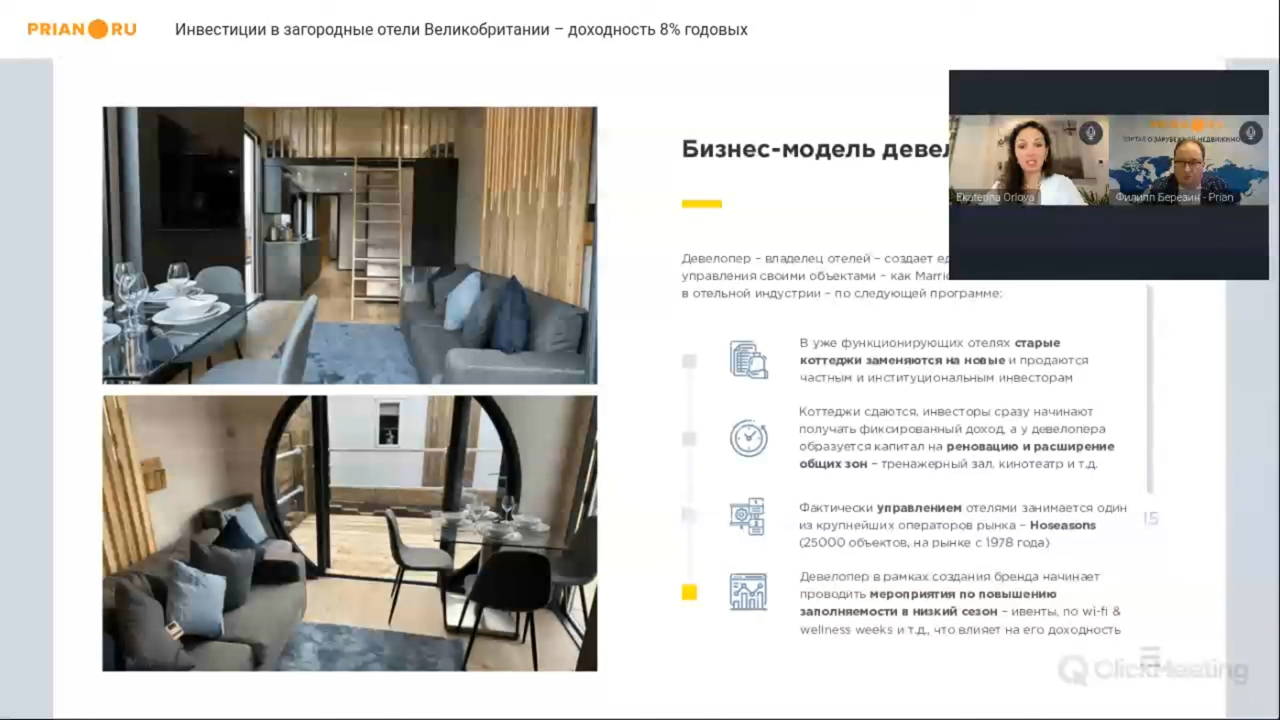 PRIAN RU
Инвестиции в загородные отели Великобритании – доходность 8% годовых
Бизнес-модель
Ekaterina Orlova
Филипп Березин - Prian
Девелопер – владелец отелей – создает
управления своими объектами – как
в отельной индустрии – по следующей программе:
В уже функционирующих отелях старые
коттеджи заменяются на новые и продаются
частным и институциональным инвесторам
Коттеджи сдаются, инвесторы сразу начинают
получать фиксированный доход, а у девелопера
образуется капитал на реновацию и расширение
общих зон – тренажерный зал, кинотеатр и т.д.
Фактически управлением отелями занимается один
из крупнейших операторов рынка – Hoseasons
(25000 объектов, на рынке с 1978 года)
15
Девелопер в рамках создания бренда начинает
проводить мероприятия по повышению
заполняемости в низкий сезон – ивенты, no wi-fi &
wellness weeks и т.д., что влияет на его доходность
ClickMeeting